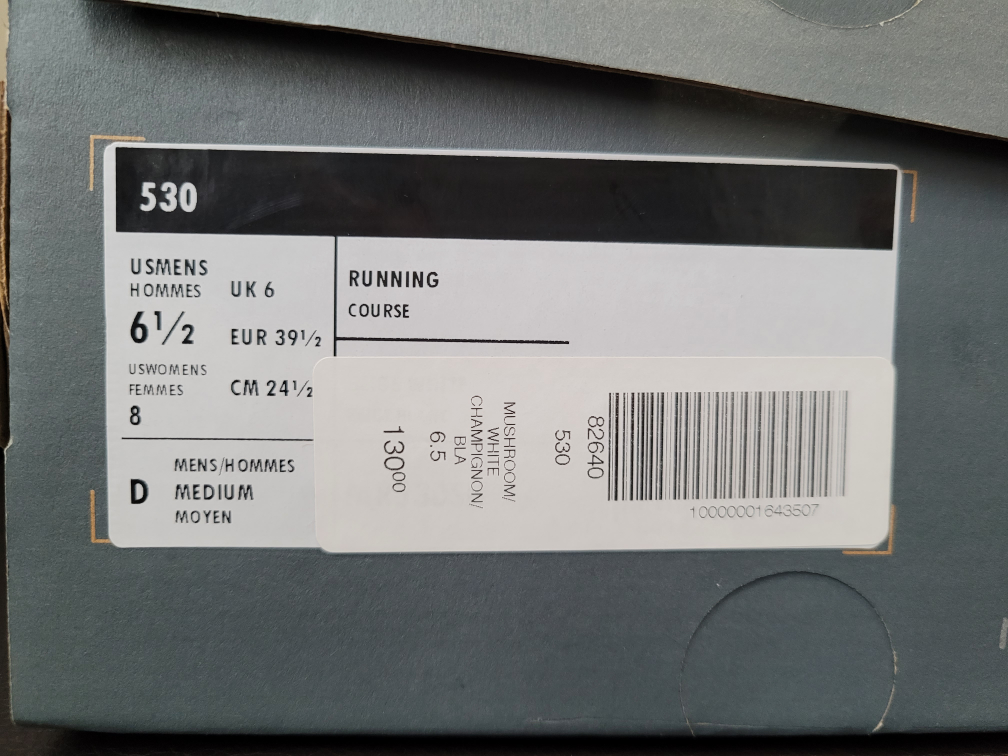 530
USMENS
HOMMES
6½
USWOMENS
FEMMES
8
UK 6
EUR 39½
CM 24½
RUNNING
COURSE
D
MENS/HOMMES
MEDIUM
MOYEN
82640
530
MUSHROOM/
WHITE
CHAMPIGNON/
BLA
6.5
13000
10000001643507